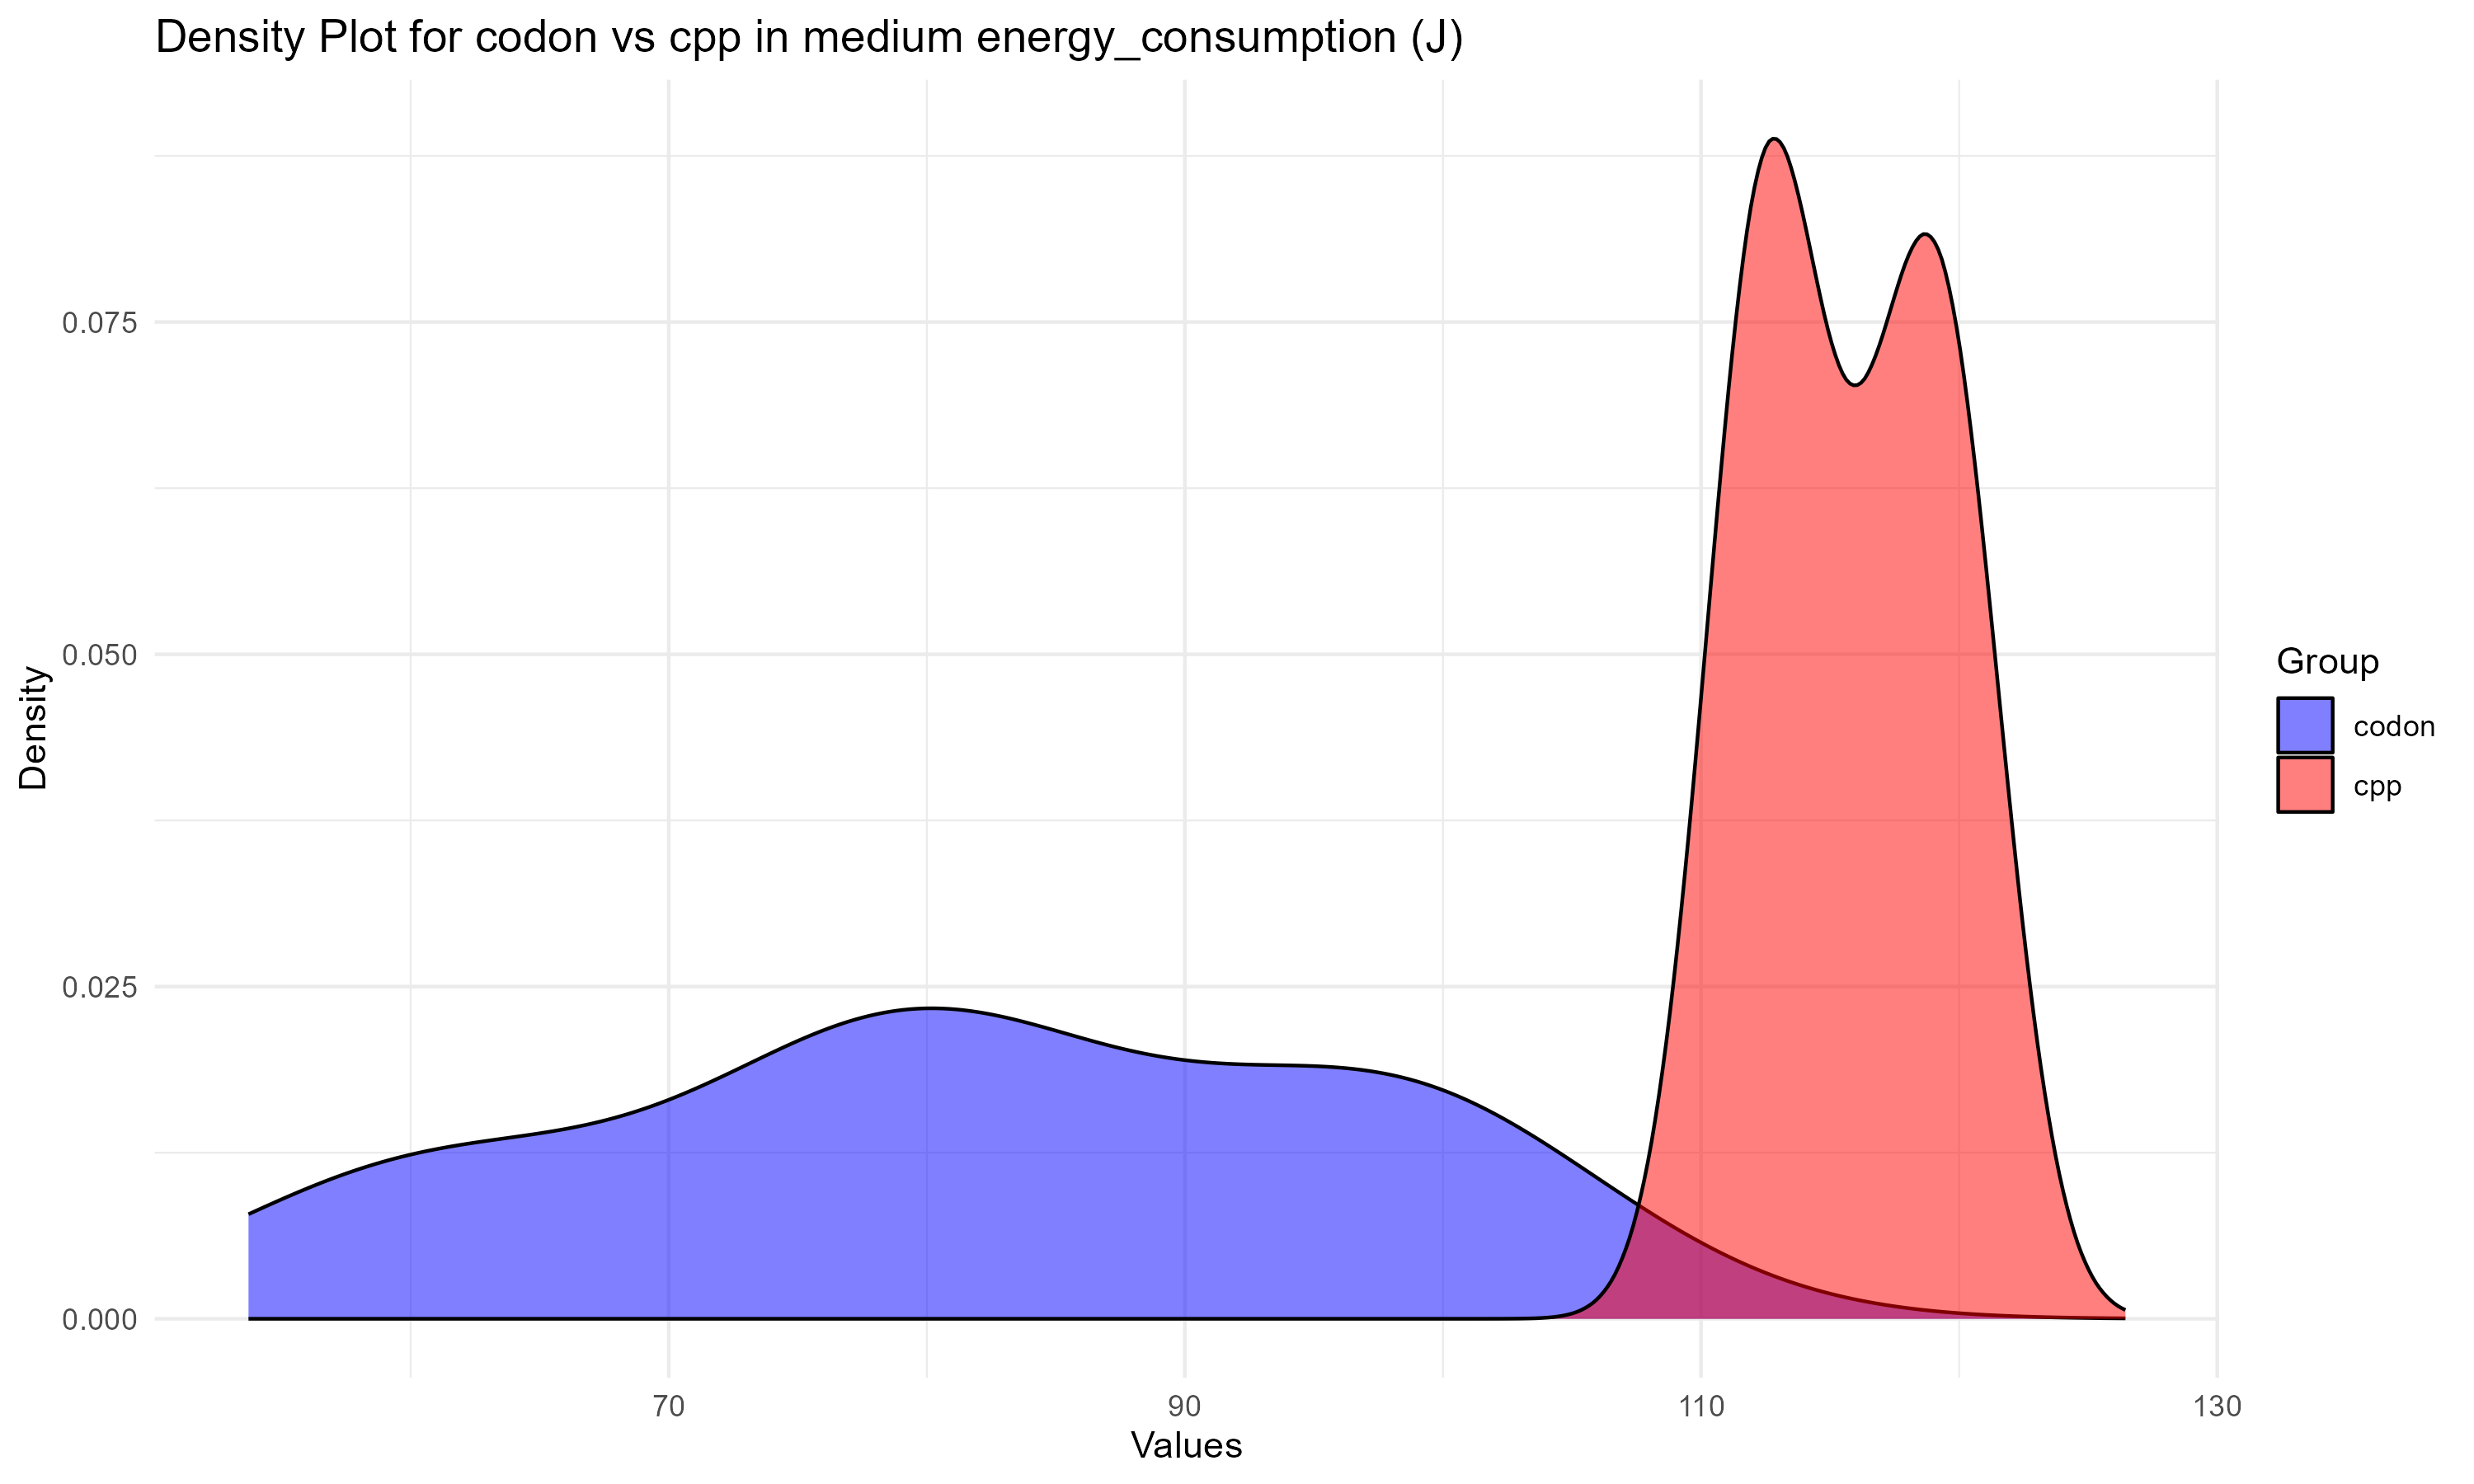 Density Plot for codon vs cpp in medium energy_consumption (J)
0.075
0.050
0.025
0.000
Density
70
90
110
130
Values
Group
codon
cpp